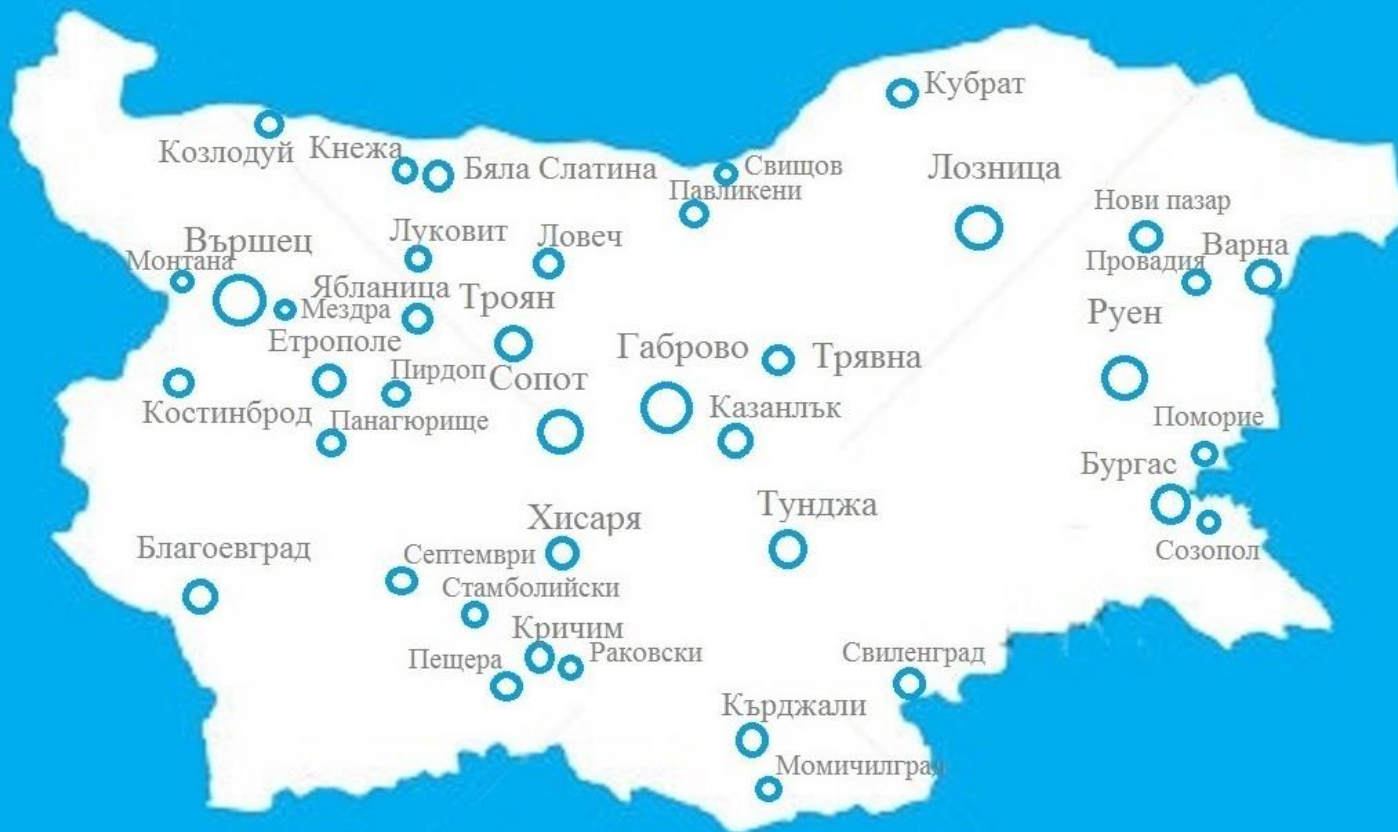 Кубрат
Козлодуй
Кнежа
Бяла Слатина
Свищов
Павликени
Лозница
Нови пазар
Вършец
Монтана
Луковит
Ловеч
Провадия
Варна
Ябланица
Троян
Мездра
Руен
Етрополе
Пирдоп
Сопот
Габрово
Трявна
Костинброд
Панагюрище
Казанлък
Поморие
Бургас
Хисаря
Тунджа
Благоевград
Септември
Созопол
Стамболийски
Кричим
Пещера
Раковски
Свиленград
Кърджали
Момичилград